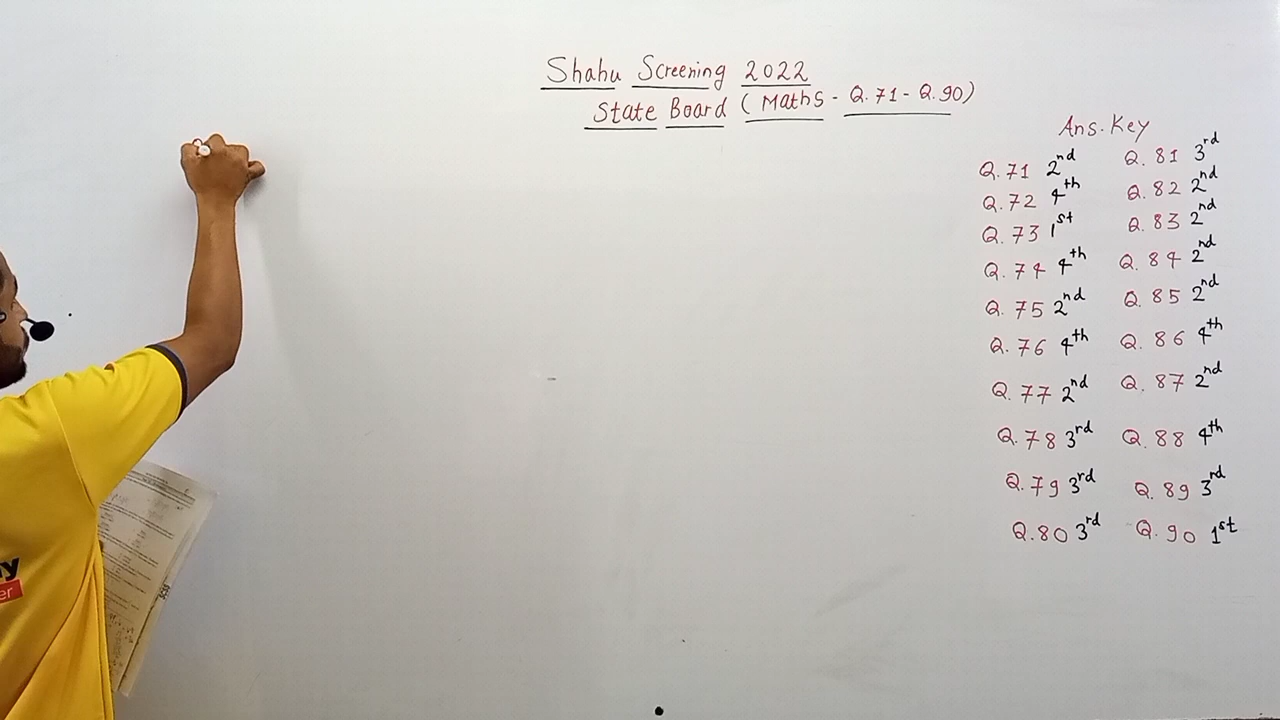 Shahu Screening 2022
State Board (Maths - Q.71 - Q.90)
Ans. Key
Q.71 2nd
Q.72 4th
Q.73 1st
Q.74 4th
Q.75 2nd
Q.76 4th
Q.77 2nd
Q.78 3rd
Q.79 3rd
Q.80 3rd
Q.81 3rd
Q.82 2nd
Q.83 2nd
Q.84 2nd
Q.85 2nd
Q.86 4th
Q.87 2nd
Q.88 4th
Q.89 3rd
Q.90 1st